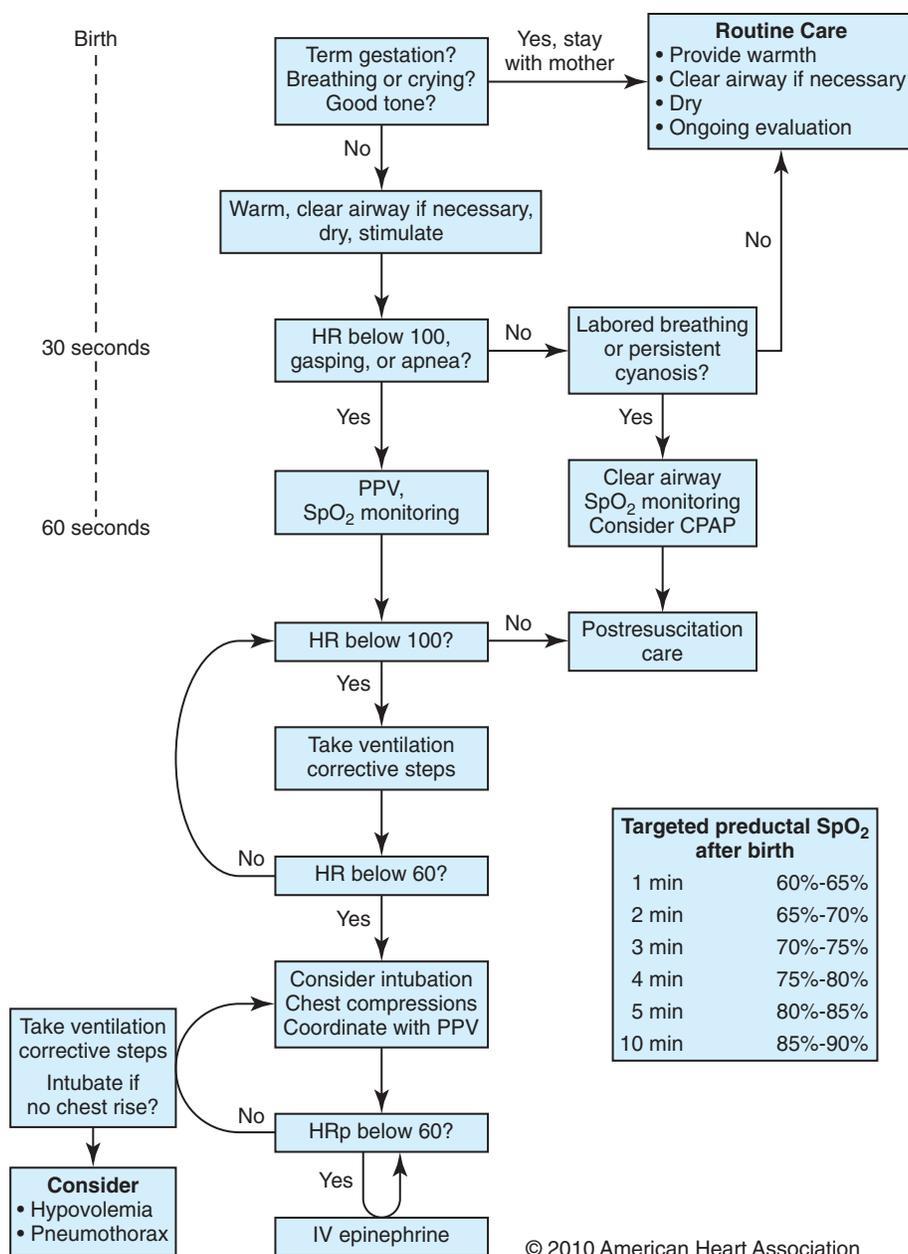 Birth
Term gestation?
Breathing or crying?
Good tone?
Yes, stay
with mother
Routine Care
• Provide warmth
• Clear airway if necessary
• Dry
• Ongoing evaluation
No
Warm, clear airway if necessary,
dry, stimulate
No
30 seconds
HR below 100,
gasping, or apnea?
No
Labored breathing
or persistent
cyanosis?
Yes
Yes
60 seconds
PPV,
SpO2 monitoring
Clear airway
SpO2 monitoring
Consider CPAP
HR below 100?
No
Postresuscitation
care
Yes
Take ventilation
corrective steps
No
HR below 60?
Yes
Targeted preductal SpO2
after birth
1 min 60%-65%
2 min 65%-70%
3 min 70%-75%
4 min 75%-80%
5 min 80%-85%
10 min 85%-90%
Consider intubation
Chest compressions
Coordinate with PPV
Take ventilation
corrective steps
Intubate if
no chest rise?
No
HRp below 60?
Yes
Consider
• Hypovolemia
• Pneumothorax
IV epinephrine
© 2010 American Heart Association